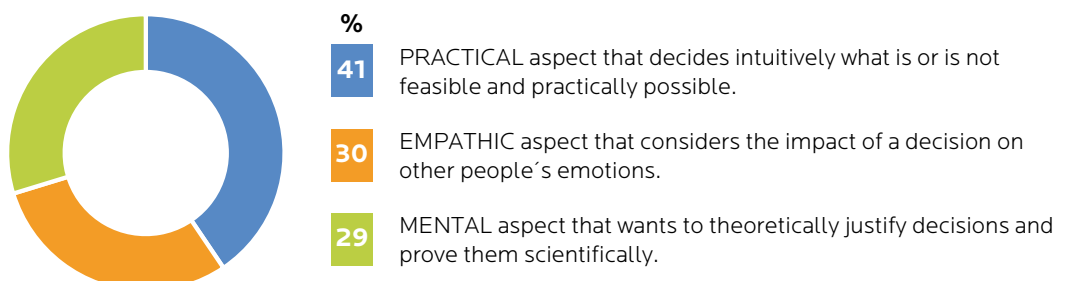 %
41
PRACTICAL aspect that decides intuitively what is or is not
feasible and practically possible.
30
EMPATHIC aspect that considers the impact of a decision on
other people´s emotions.
29
MENTAL aspect that wants to theoretically justify decisions and
prove them scientifically.